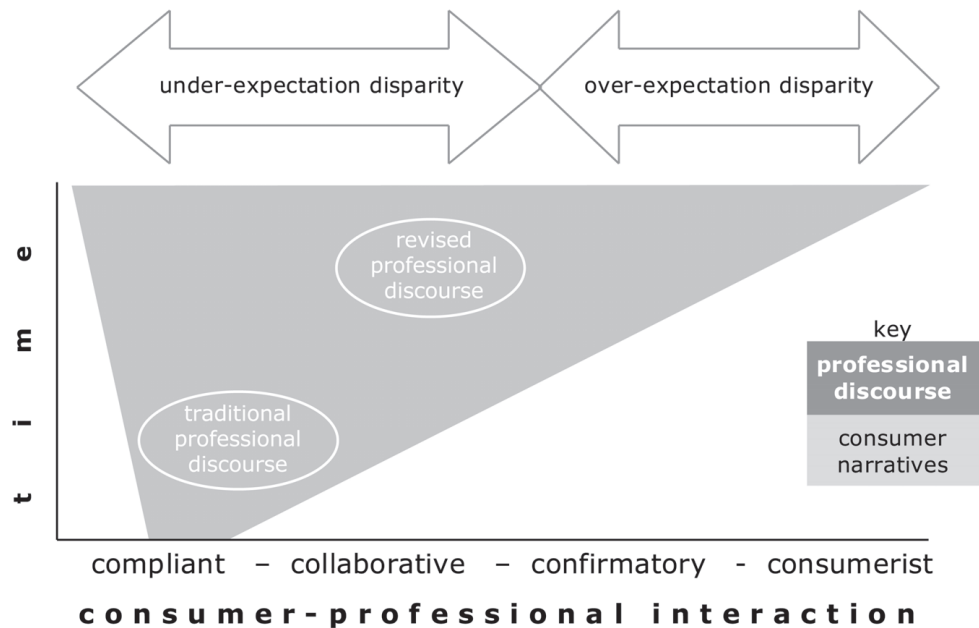 under-expectation disparity
over-expectation disparity
revised
professional
discourse
traditional
professional
discourse
time
key
professional
discourse
consumer
narratives
compliant – collaborative – confirmatory - consumerist
consumer-professional interaction